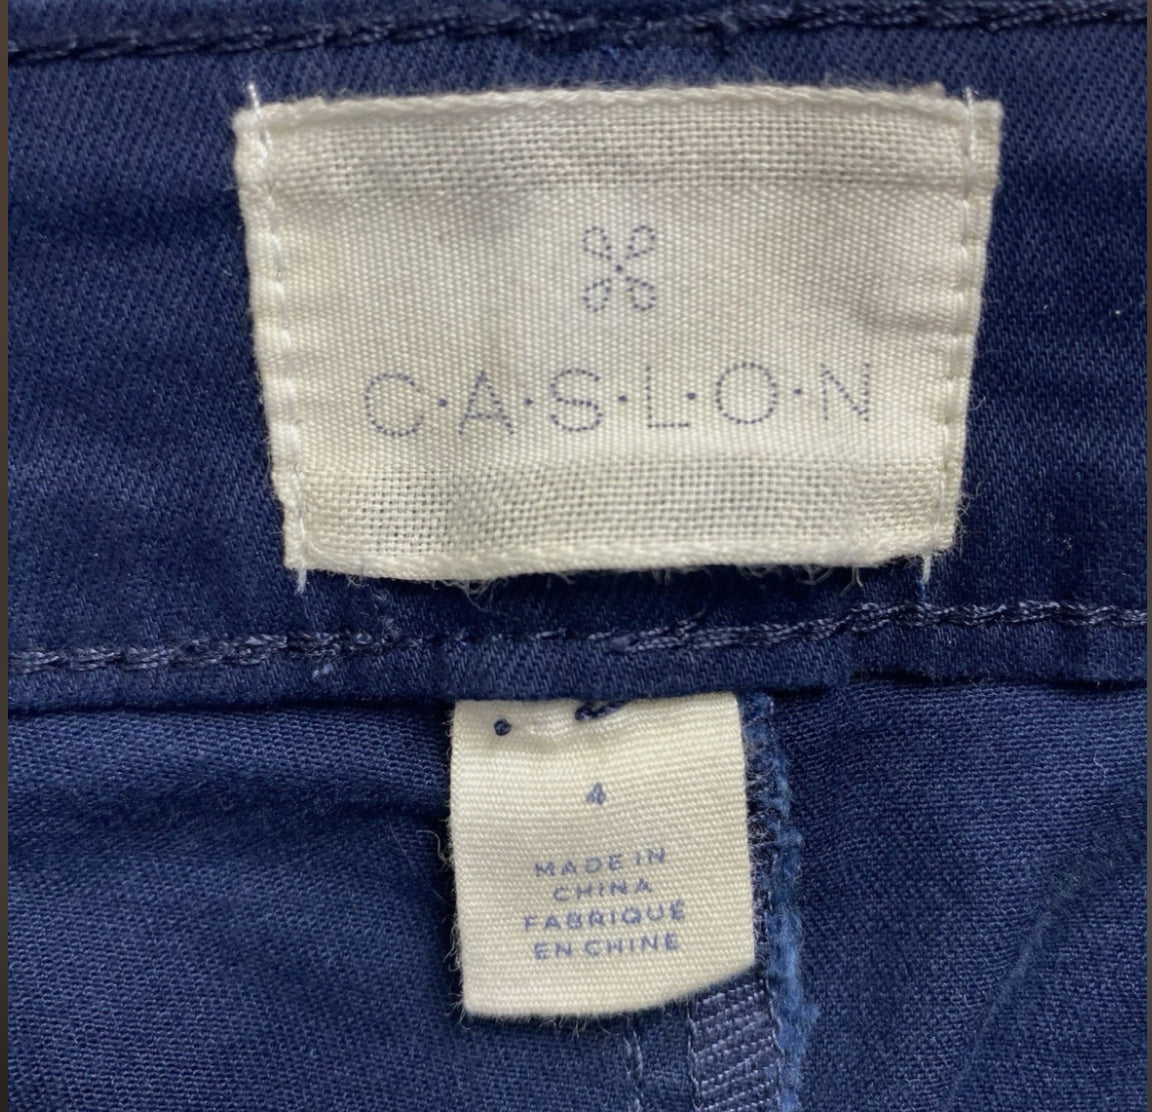 C·A·S·L·O·N
4
MADE IN
CHINA
FABRIQUÉ
EN CHINE